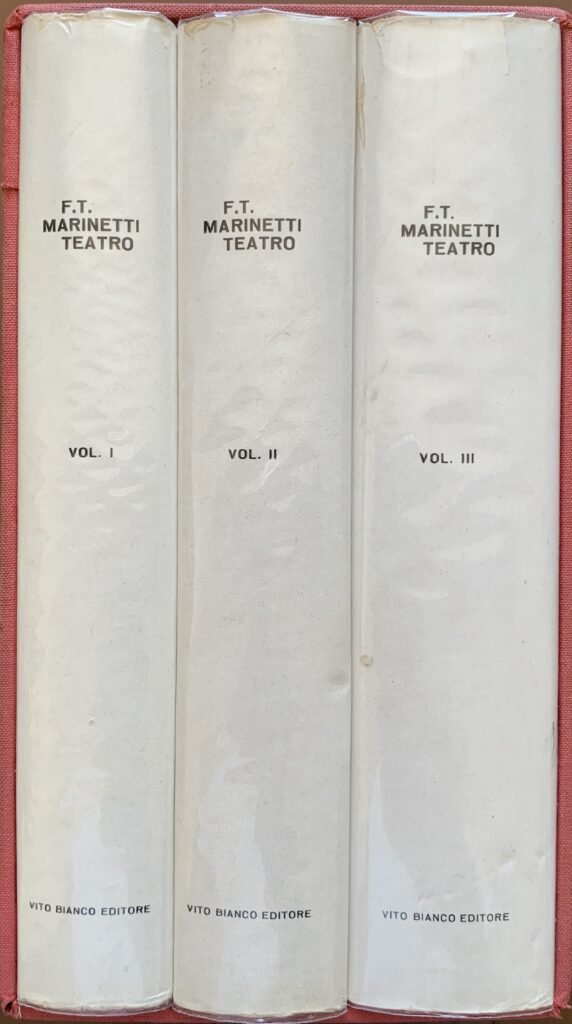 F.T.
MARINETTI
TEATRO
VOL. I
VITO BIANCO EDITORE
F.T.
MARINETTI
TEATRO
VOL. II
VITO BIANCO EDITORE
F.T.
MARINETTI
TEATRO
VOL. III
VITO BIANCO EDITORE